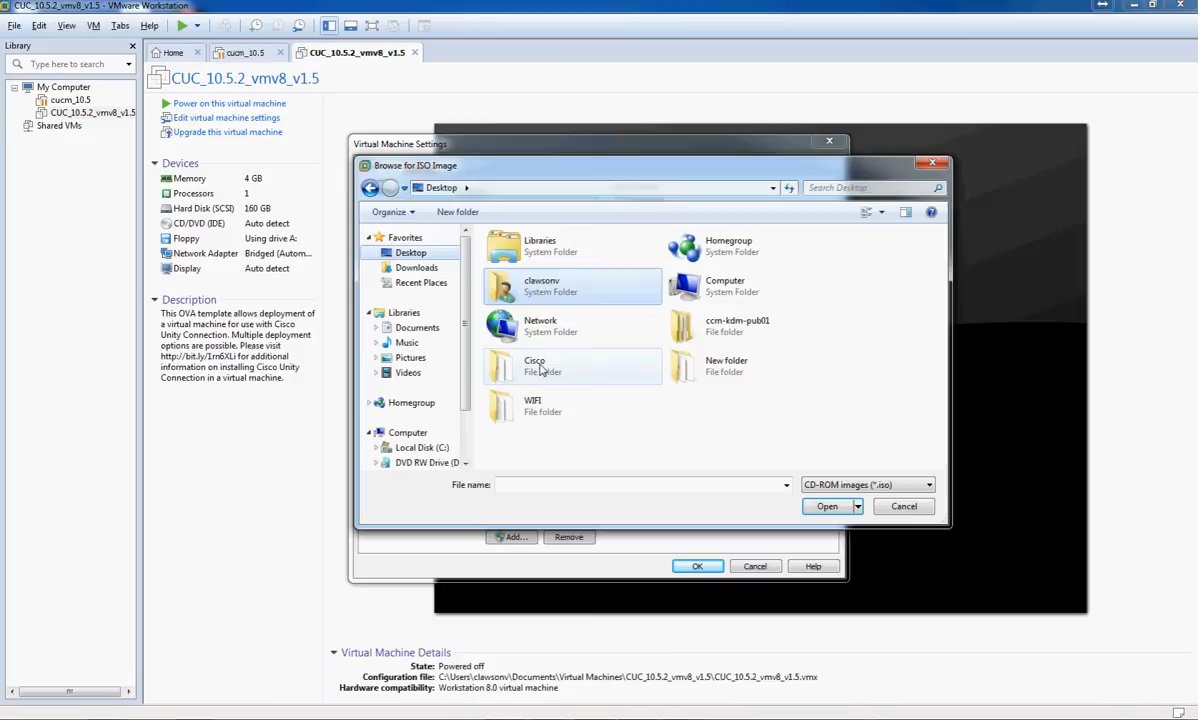 CUC_10.5.2_vmv8_v1.5 - VMware Workstation
File Edit View VM Tabs Help
Library
Type here to search
My Computer
cucm_10.5
CUC_10.5.2_vmv8_v1.5
Shared VMs
Home
cucm_10.5
CUC_10.5.2_vmv8_v1.5
CUC_10.5.2_vmv8_v1.5
Power on this virtual machine
Edit virtual machine settings
Upgrade this virtual machine
Devices
Memory 4 GB
Processors 1
Hard Disk (SCSI) 160 GB
CD/DVD (IDE) Auto detect
Floppy Using drive A:
Network Adapter Bridged (Autom...
Display Auto detect
Description
This OVA template allows deployment of
a virtual machine for use with Cisco
Unity Connection. Multiple deployment
options are possible. Please visit
http://bit.ly/1rn6XLi for additional
information on installing Cisco Unity
Connection in a virtual machine.
Virtual Machine Settings
Browse for ISO Image
Desktop
Search Desktop
Organize New folder
Favorites
Desktop
Downloads
Recent Places
Libraries
Documents
Music
Pictures
Videos
Homegroup
Computer
Local Disk (C:)
DVD RW Drive (D
Libraries
System Folder
Homegroup
System Folder
clawsonv
System Folder
Computer
System Folder
Network
System Folder
ccm-kdm-pub01
File folder
Cisco
File folder
New folder
File folder
WIFI
File folder
File name:
CD-ROM images (*.iso)
Open
Cancel
Add...
Remove
OK
Cancel
Help
Virtual Machine Details
State: Powered off
Configuration file: C:\Users\clawsonv\Documents\Virtual Machines\CUC_10.5.2_vmv8_v1.5\CUC_10.5.2_vmv8_v1.5.vmx
Hardware compatibility: Workstation 8.0 virtual machine